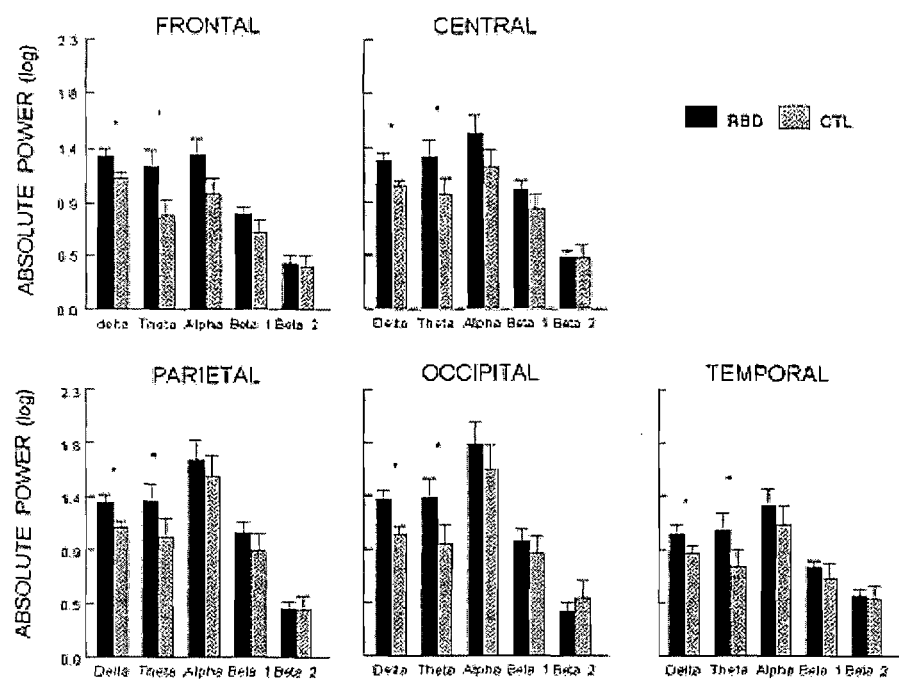 FRONTAL
CENTRAL
ABSOLUTE POWER (log)
2.3
1.8
1.4
0.9
0.5
0.0
* *
* *
RBD CTL
delta Theta Alpha Beta 1 Beta 2
Delta Theta Alpha Beta 1 Beta 2
PARIETAL
OCCIPITAL
TEMPORAL
ABSOLUTE POWER (log)
2.3
1.8
1.4
0.9
0.5
0.0
* *
* *
* *
Delta Theta Alpha Beta 1 Beta 2
Delta Theta Alpha Beta 1 Beta 2
Delta Theta Alpha Beta 1 Beta 2